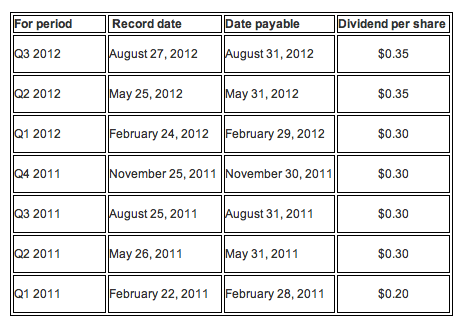 For period Record date Date payable Dividend per share
Q3 2012 August 27, 2012 August 31, 2012 $0.35
Q2 2012 May 25, 2012 May 31, 2012 $0.35
Q1 2012 February 24, 2012 February 29, 2012 $0.30
Q4 2011 November 25, 2011 November 30, 2011 $0.30
Q3 2011 August 25, 2011 August 31, 2011 $0.30
Q2 2011 May 26, 2011 May 31, 2011 $0.30
Q1 2011 February 22, 2011 February 28, 2011 $0.20